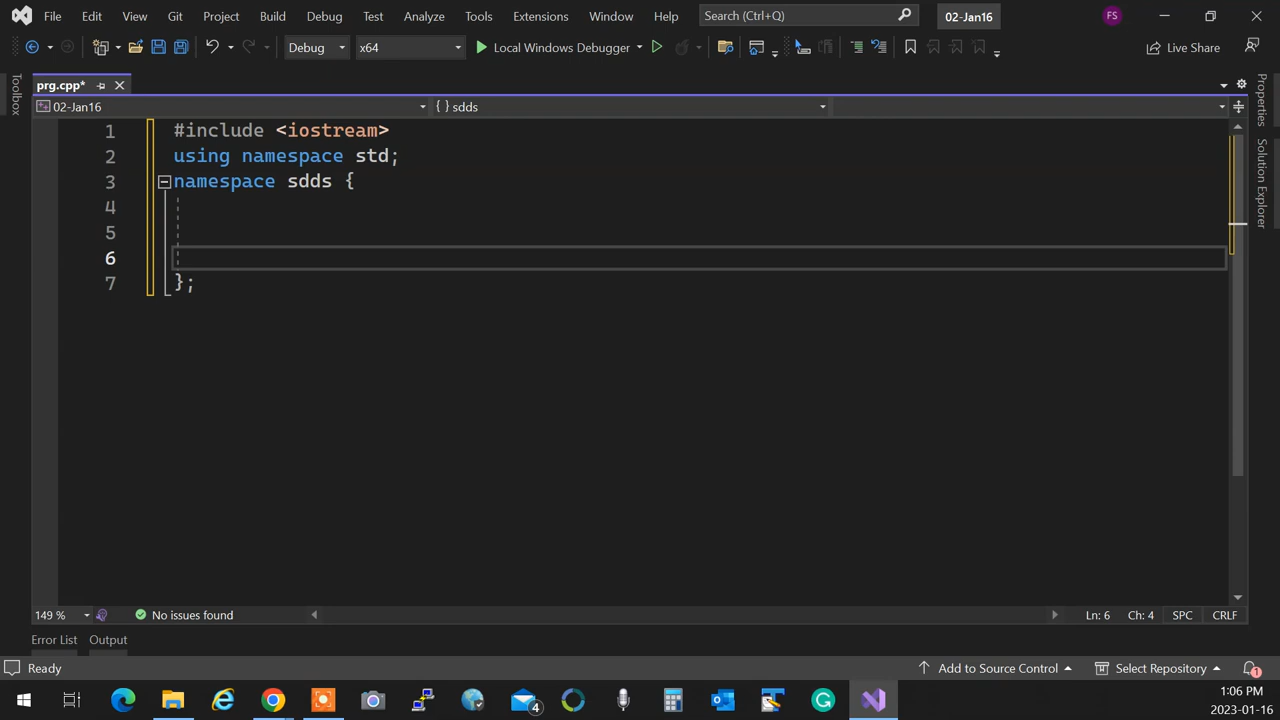 File Edit View Git Project Build Debug Test Analyze Tools Extensions Window Help Search (Ctrl+Q) 02-Jan16 FS
Debug x64 Local Windows Debugger Live Share
prg.cpp*
02-Jan16 { } sdds
Toolbox
Properties
Solution Explorer
1 #include <iostream>
2 using namespace std;
3 namespace sdds {
4
5
6
7 };
149 % No issues found Ln: 6 Ch: 4 SPC CRLF
Error List Output
Ready Add to Source Control Select Repository 1
4
1:06 PM
2023-01-16